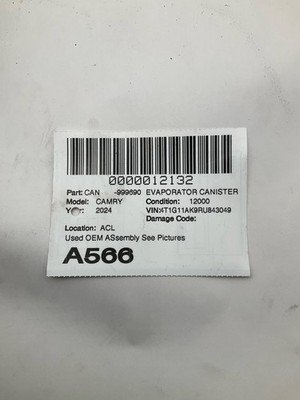 0000012132
Part: CAN -999690 EVAPORATOR CANISTER
Model: CAMRY Condition: 12000
Year: 2024 VIN:4T1G11AK9RU843049
Damage Code:
Location: ACL
Used OEM ASsembly See Pictures
A566